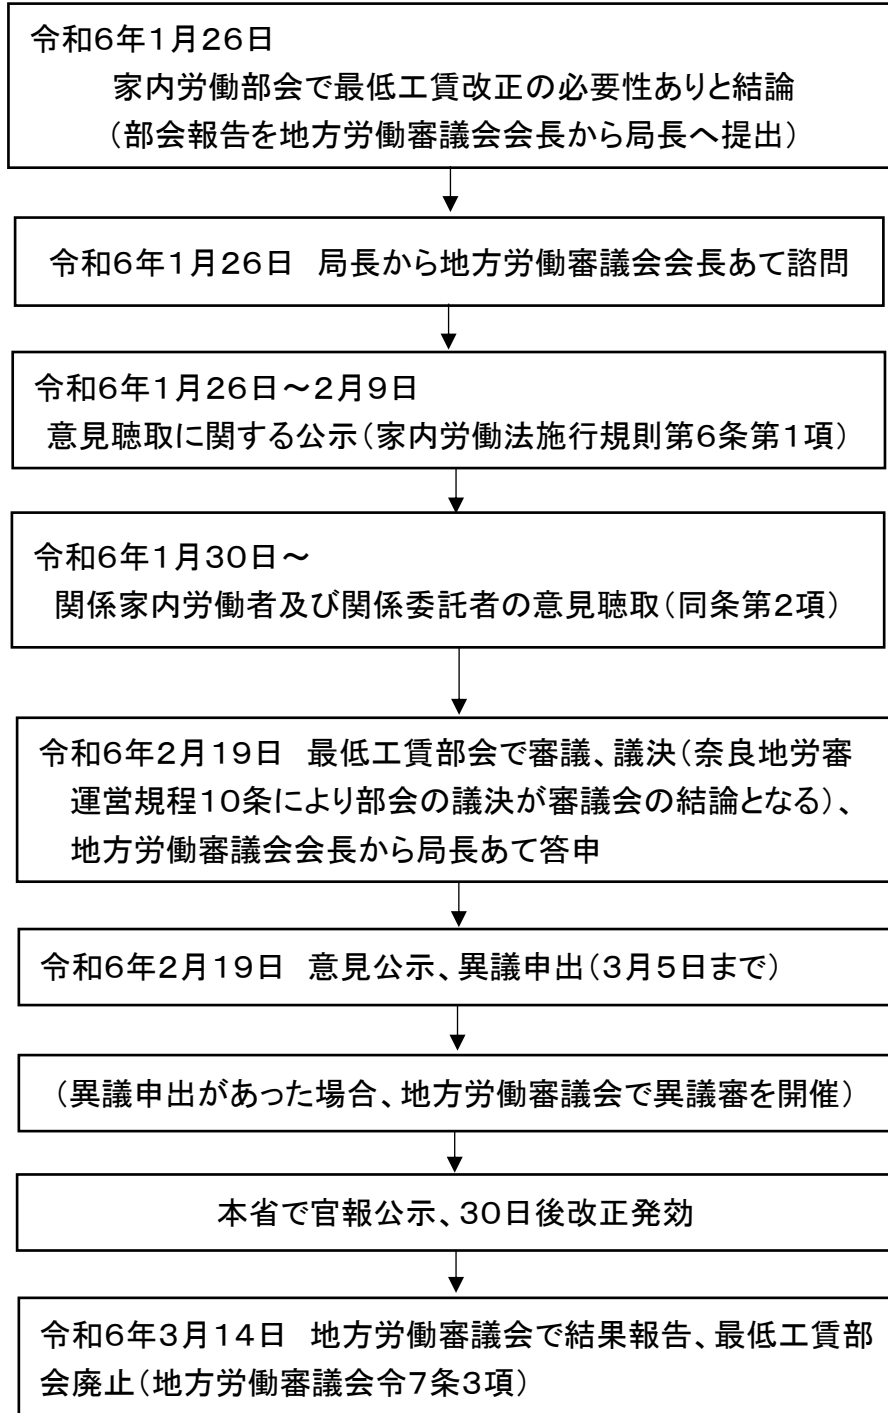 令和6年1月26日
家内労働部会で最低工賃改正の必要性ありと結論
（部会報告を地方労働審議会会長から局長へ提出）
令和6年1月26日　局長から地方労働審議会会長あて諮問
令和6年1月26日～2月9日
意見聴取に関する公示（家内労働法施行規則第6条第1項）
令和6年1月30日～
関係家内労働者及び関係委託者の意見聴取（同条第2項）
令和6年2月19日　最低工賃部会で審議、議決（奈良地労審
運営規程10条により部会の議決が審議会の結論となる）、
地方労働審議会会長から局長あて答申
令和6年2月19日　意見公示、異議申出（3月5日まで）
（異議申出があった場合、地方労働審議会で異議審を開催）
本省で官報公示、30日後改正発効
令和6年3月14日　地方労働審議会で結果報告、最低工賃部
会廃止（地方労働審議会令7条3項）